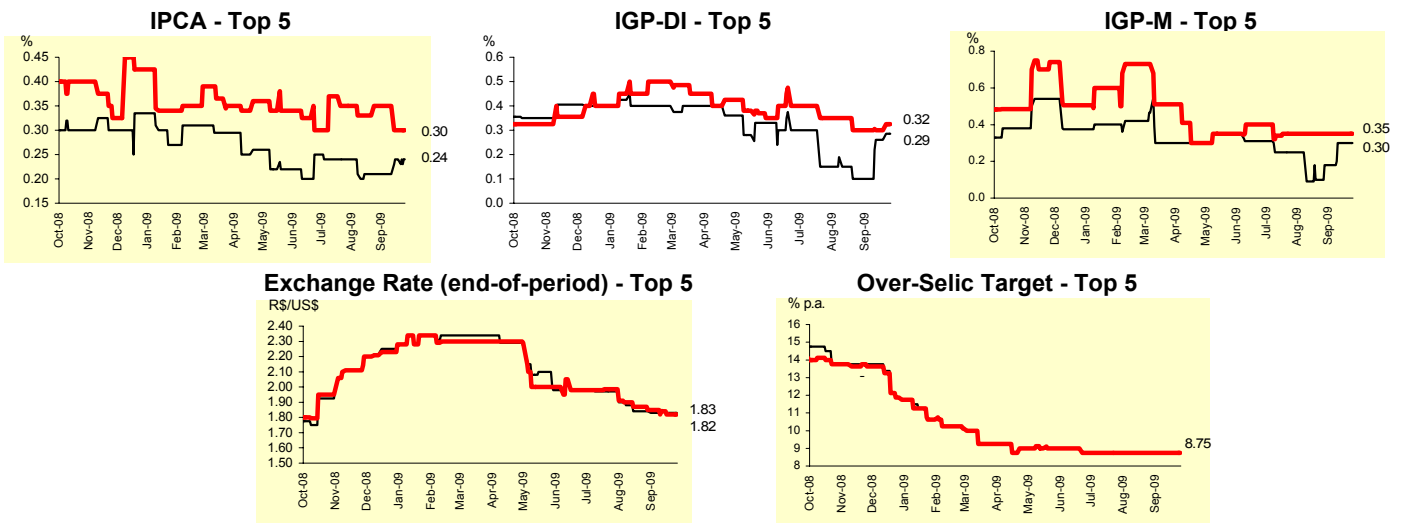 IPCA - Top 5
%
0.45
0.40
0.35
0.30
0.25
0.20
0.15
0.30
0.24
Oct-08
Nov-08
Dec-08
Jan-09
Feb-09
Mar-09
Apr-09
May-09
Jun-09
Jul-09
Aug-09
Sep-09
IGP-DI - Top 5
%
0.6
0.5
0.4
0.3
0.2
0.1
0.0
0.32
0.29
Oct-08
Nov-08
Dec-08
Jan-09
Feb-09
Mar-09
Apr-09
May-09
Jun-09
Jul-09
Aug-09
Sep-09
IGP-M - Top 5
%
0.8
0.6
0.4
0.2
0.0
0.35
0.30
Oct-08
Nov-08
Dec-08
Jan-09
Feb-09
Mar-09
Apr-09
May-09
Jun-09
Jul-09
Aug-09
Sep-09
Exchange Rate (end-of-period) - Top 5
R$/US$
2.40
2.30
2.20
2.10
2.00
1.90
1.80
1.70
1.60
1.50
1.83
1.82
Oct-08
Nov-08
Dec-08
Jan-09
Feb-09
Mar-09
Apr-09
May-09
Jun-09
Jul-09
Aug-09
Sep-09
Over-Selic Target - Top 5
% p.a.
16
15
14
13
12
11
10
9
8
8.75
Oct-08
Nov-08
Dec-08
Jan-09
Feb-09
Mar-09
Apr-09
May-09
Jun-09
Jul-09
Aug-09
Sep-09